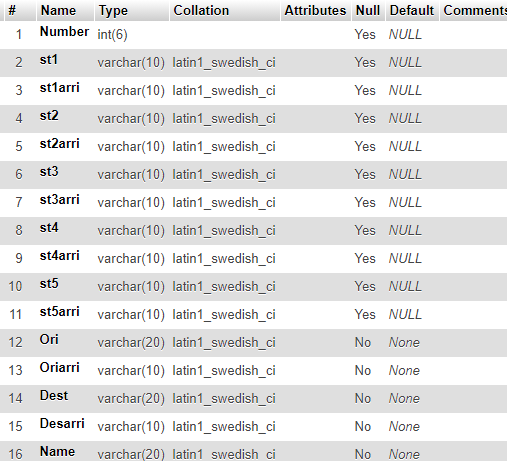 # Name Type Collation Attributes Null Default Comments
1 Number int(6) Yes NULL
2 st1 varchar(10) latin1_swedish_ci Yes NULL
3 st1arri varchar(10) latin1_swedish_ci Yes NULL
4 st2 varchar(10) latin1_swedish_ci Yes NULL
5 st2arri varchar(10) latin1_swedish_ci Yes NULL
6 st3 varchar(10) latin1_swedish_ci Yes NULL
7 st3arri varchar(10) latin1_swedish_ci Yes NULL
8 st4 varchar(10) latin1_swedish_ci Yes NULL
9 st4arri varchar(10) latin1_swedish_ci Yes NULL
10 st5 varchar(10) latin1_swedish_ci Yes NULL
11 st5arri varchar(10) latin1_swedish_ci Yes NULL
12 Ori varchar(20) latin1_swedish_ci No None
13 Oriarri varchar(10) latin1_swedish_ci No None
14 Dest varchar(20) latin1_swedish_ci No None
15 Desarri varchar(10) latin1_swedish_ci No None
16 Name varchar(20) latin1_swedish_ci No None